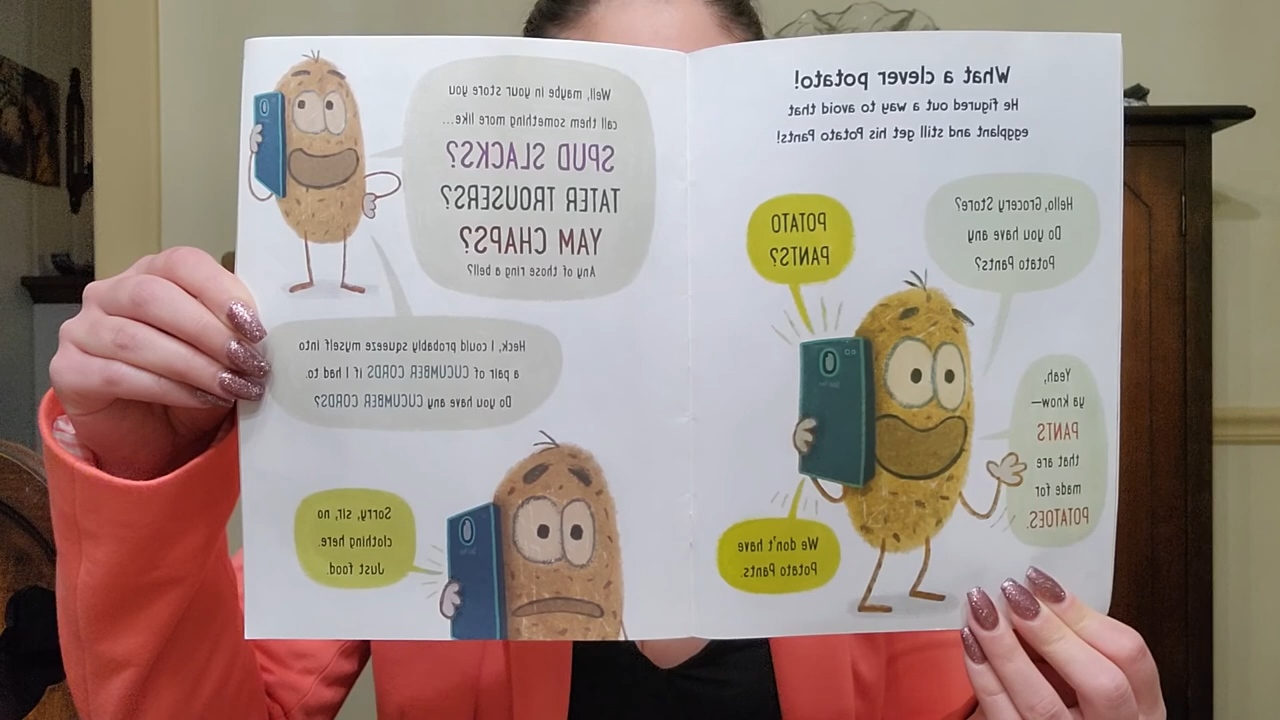 What a clever potato!
He figured out a way to avoid that
eggplant and still get his Potato Pants!
Hello, Grocery Store?
Do you have any
Potato Pants?
POTATO
PANTS?
Yeah,
ya know—
PANTS
that are
made for
POTATOES.
We don't have
Potato Pants.
Well, maybe in your store you
call them something more like...
SPUD SLACKS?
TATER TROUSERS?
YAM CHAPS?
Any of those ring a bell?
Heck, I could probably squeeze myself into
a pair of CUCUMBER CORDS if I had to.
Do you have any CUCUMBER CORDS?
Sorry, sir, no
clothing here.
Just food.